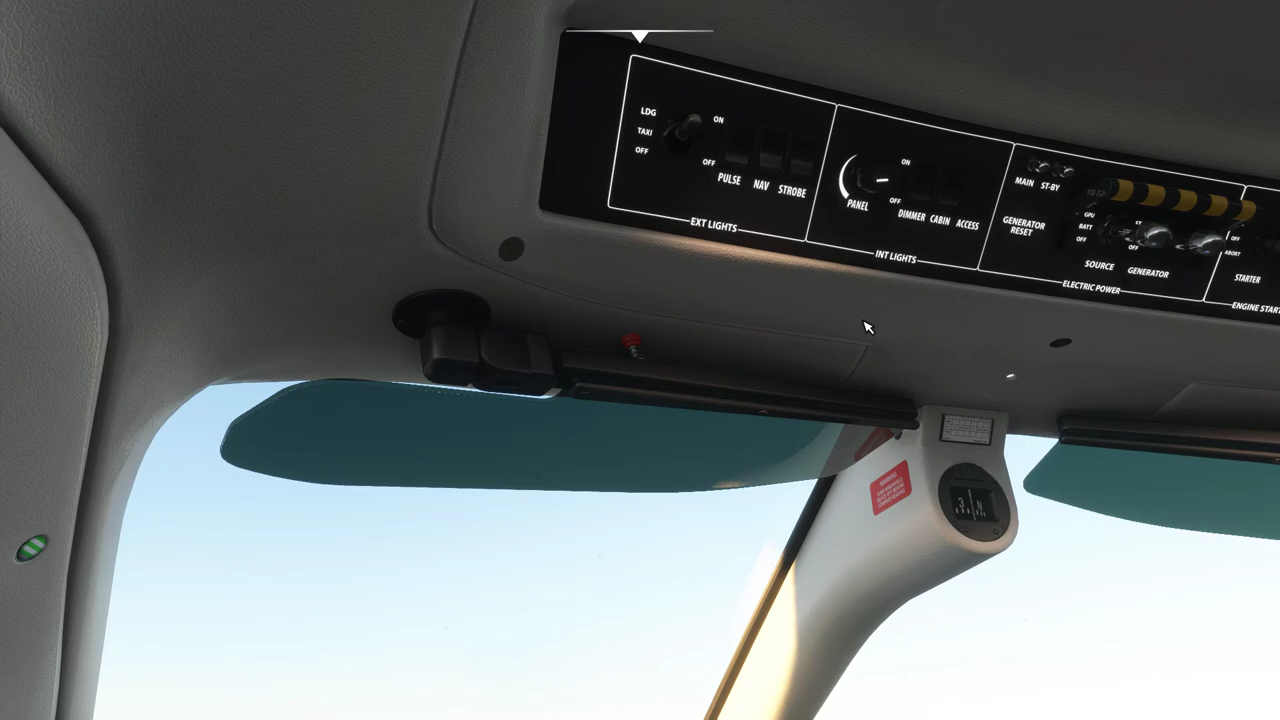 LDG
TAXI
OFF
ON
OFF
PULSE NAV STROBE
EXT LIGHTS
PANEL
ON
OFF
DIMMER CABIN ACCESS
INT LIGHTS
MAIN ST-BY
GENERATOR
RESET
GPU
BATT
OFF
OFF
SOURCE GENERATOR
ELECTRIC POWER
OFF
STARTER
ENGINE START
WARNING